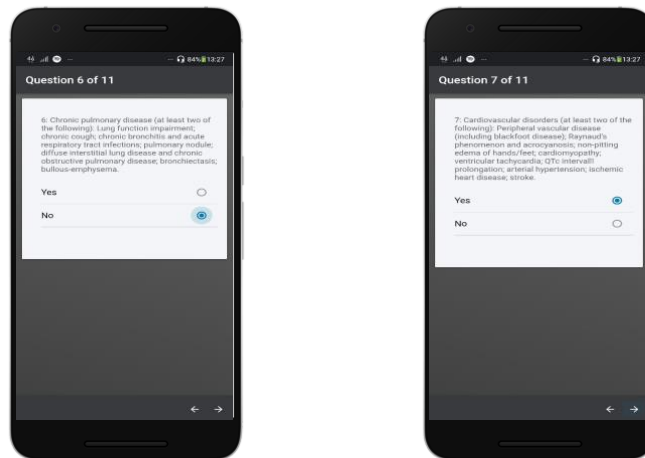 84% 13:27
Question 6 of 11
6: Chronic pulmonary disease (at least two of
the following): Lung function impairment;
chronic cough; chronic bronchitis and acute
respiratory tract infections; pulmonary nodule;
diffuse interstitial lung disease and chronic
obstructive pulmonary disease; bronchiectasis;
bullous-emphysema.
Yes
No
84% 13:27
Question 7 of 11
7: Cardiovascular disorders (at least two of the
following): Peripheral vascular disease
(including blackfoot disease); Raynaud's
phenomenon and acrocyanosis; non-pitting
edema of hands/feet; cardiomyopathy;
ventricular tachycardia; QTc interval
prolongation; arterial hypertension; ischemic
heart disease; stroke.
Yes
No